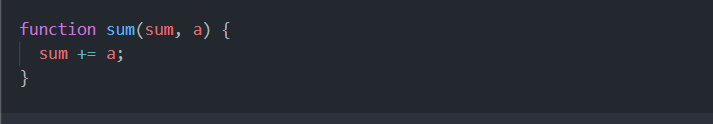 function sum(sum, a) {
  sum += a;
}